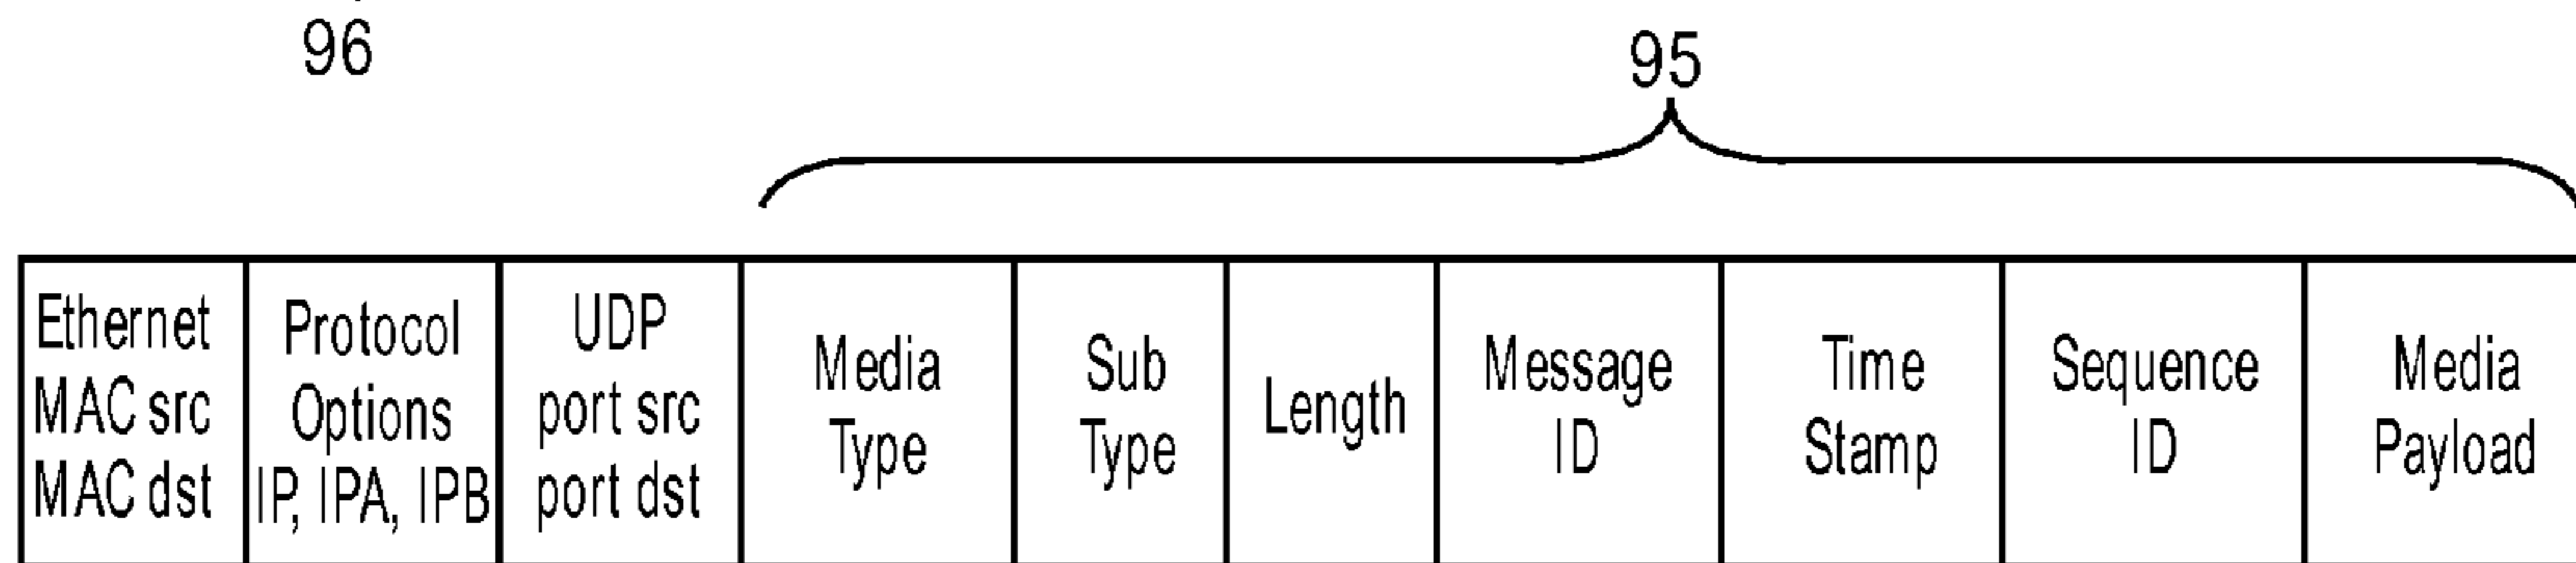 96
95
Ethernet
MAC src
MAC dst
Protocol
Options
IP, IPA, IPB
UDP
port src
port dst
Media
Type
Sub
Type
Length
Message
ID
Time
Stamp
Sequence
ID
Media
Payload